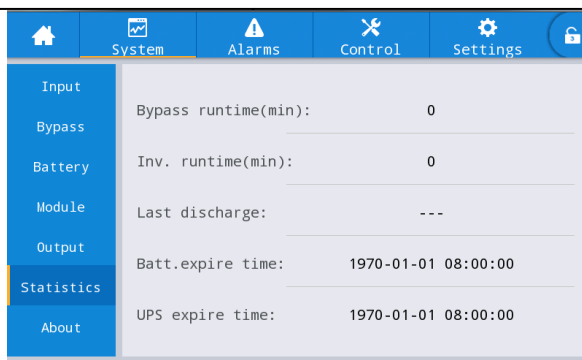 System Alarms Control Settings
Input
Bypass
Battery
Module
Output
Statistics
About
Bypass runtime(min): 0
Inv. runtime(min): 0
Last discharge: ---
Batt.expire time: 1970-01-01 08:00:00
UPS expire time: 1970-01-01 08:00:00